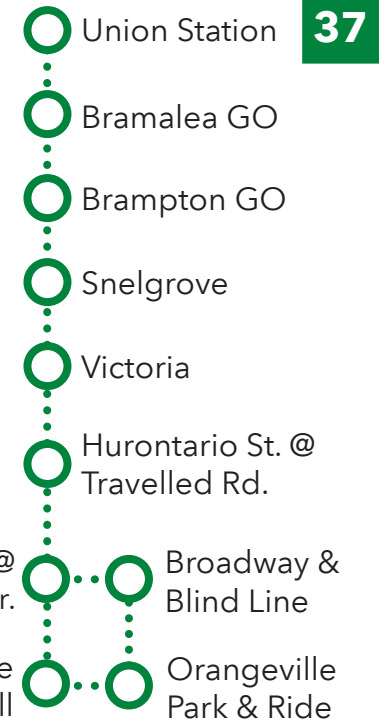 Union Station
37
Bramalea GO
Brampton GO
Snelgrove
Victoria
Hurontario St. @
Travelled Rd.
@
r.
Broadway &
Blind Line
e
ll
Orangeville
Park & Ride